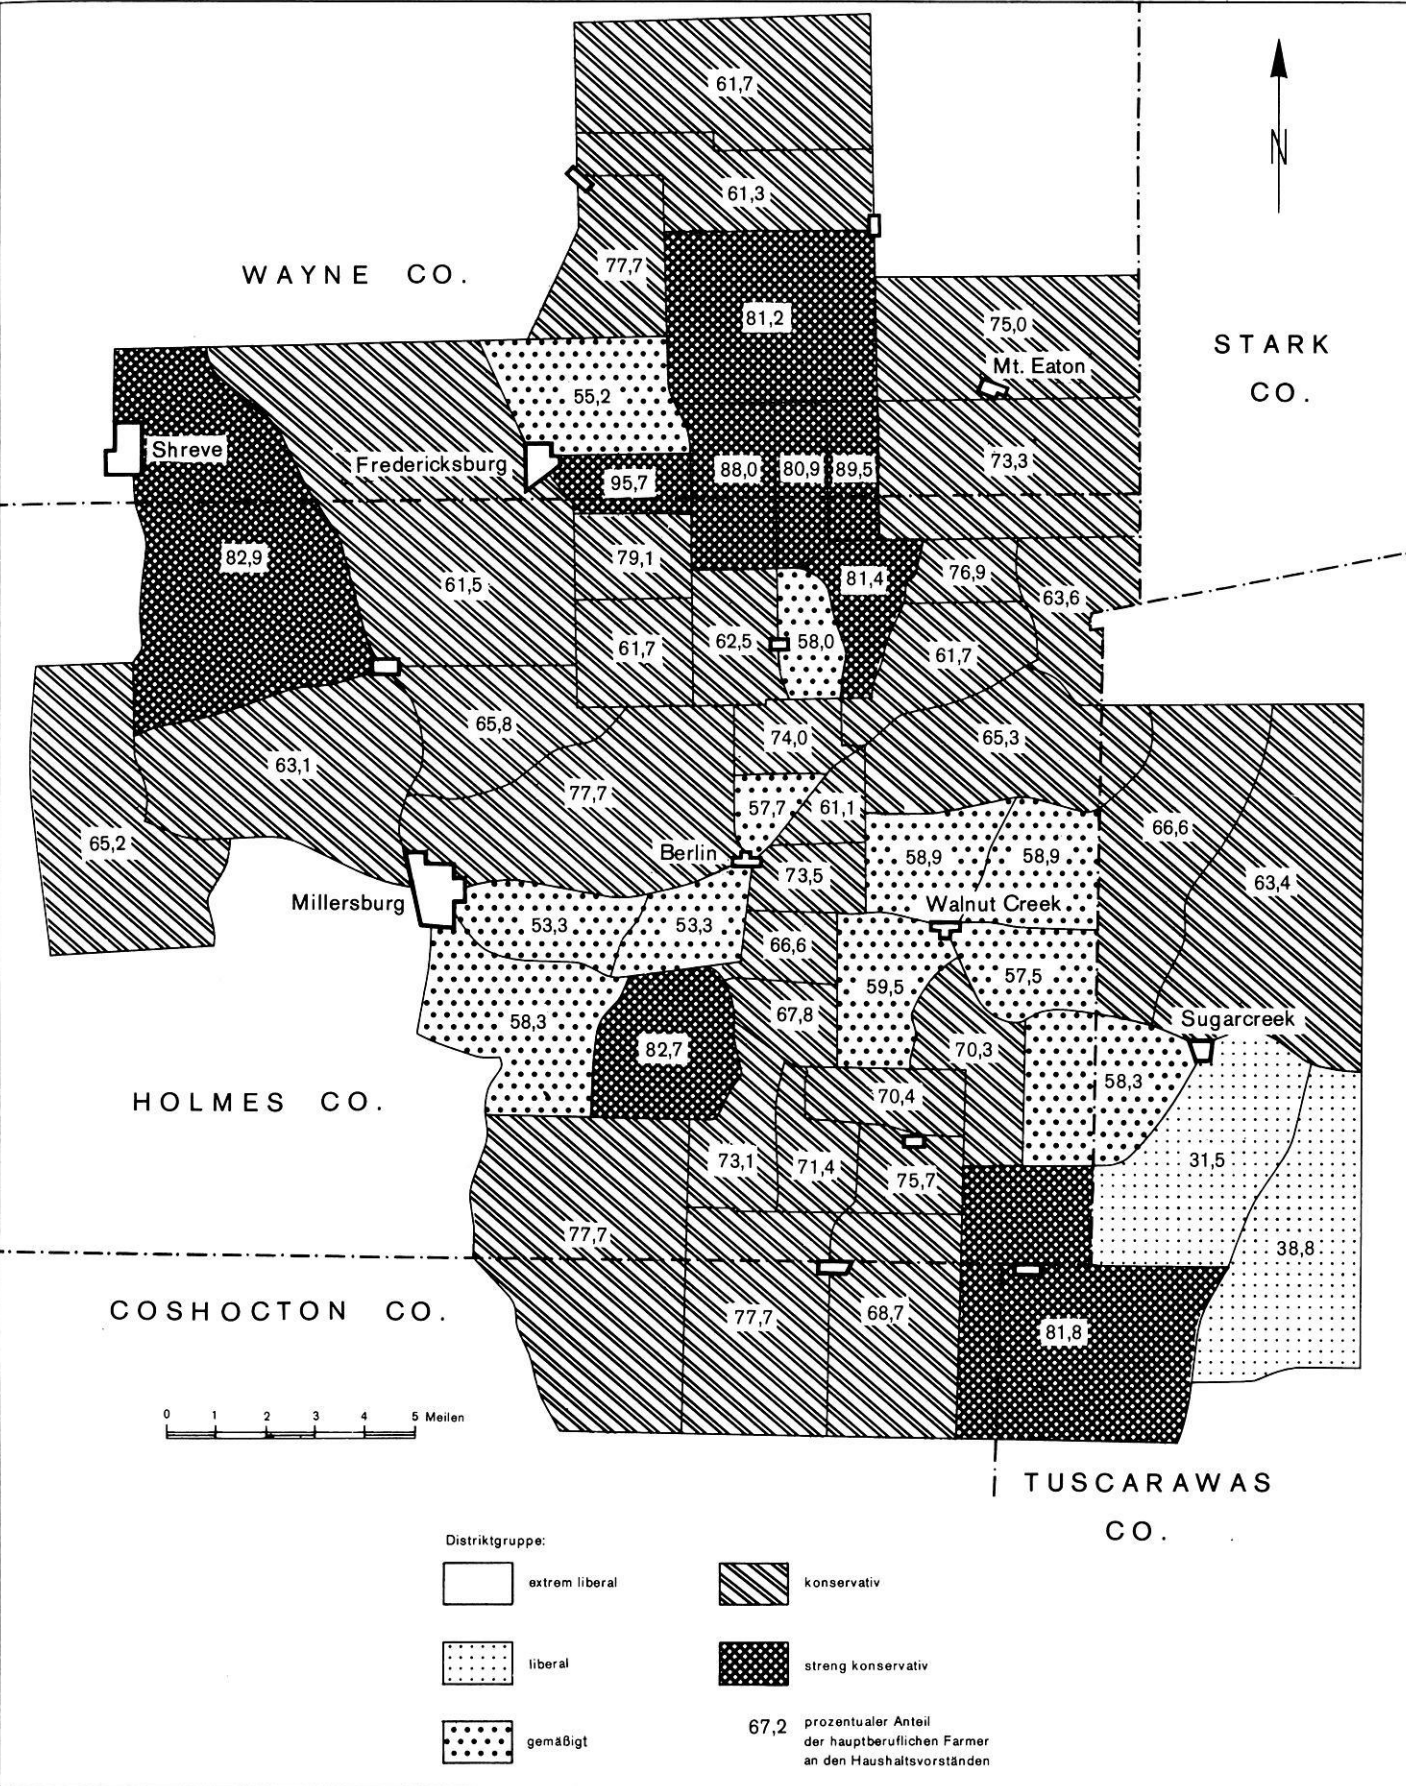 61,7
61,3
WAYNE CO.
77,7
81,2
75,0
STARK
CO.
N
Mt. Eaton
55,2
Shreve
Fredericksburg
95,7
88,0
80,9
89,5
73,3
82,9
61,5
79,1
81,4
76,9
63,6
61,7
62,5
58,0
61,7
65,8
74,0
65,3
63,1
77,7
57,7
61,1
66,6
65,2
Berlin
58,9
58,9
73,5
63,4
Millersburg
Walnut Creek
53,3
53,3
66,6
59,5
57,5
58,3
67,8
Sugarcreek
82,7
70,3
58,3
HOLMES CO.
70,4
73,1
71,4
75,7
31,5
77,7
38,8
COSHOCTON CO.
77,7
68,7
81,8
0 1 2 3 4 5 Meilen
TUSCARAWAS
CO.
Distriktgruppe:
extrem liberal
konservativ
liberal
streng konservativ
gemäßigt
67,2 prozentualer Anteil
der hauptberuflichen Farmer
an den Haushaltsvorständen